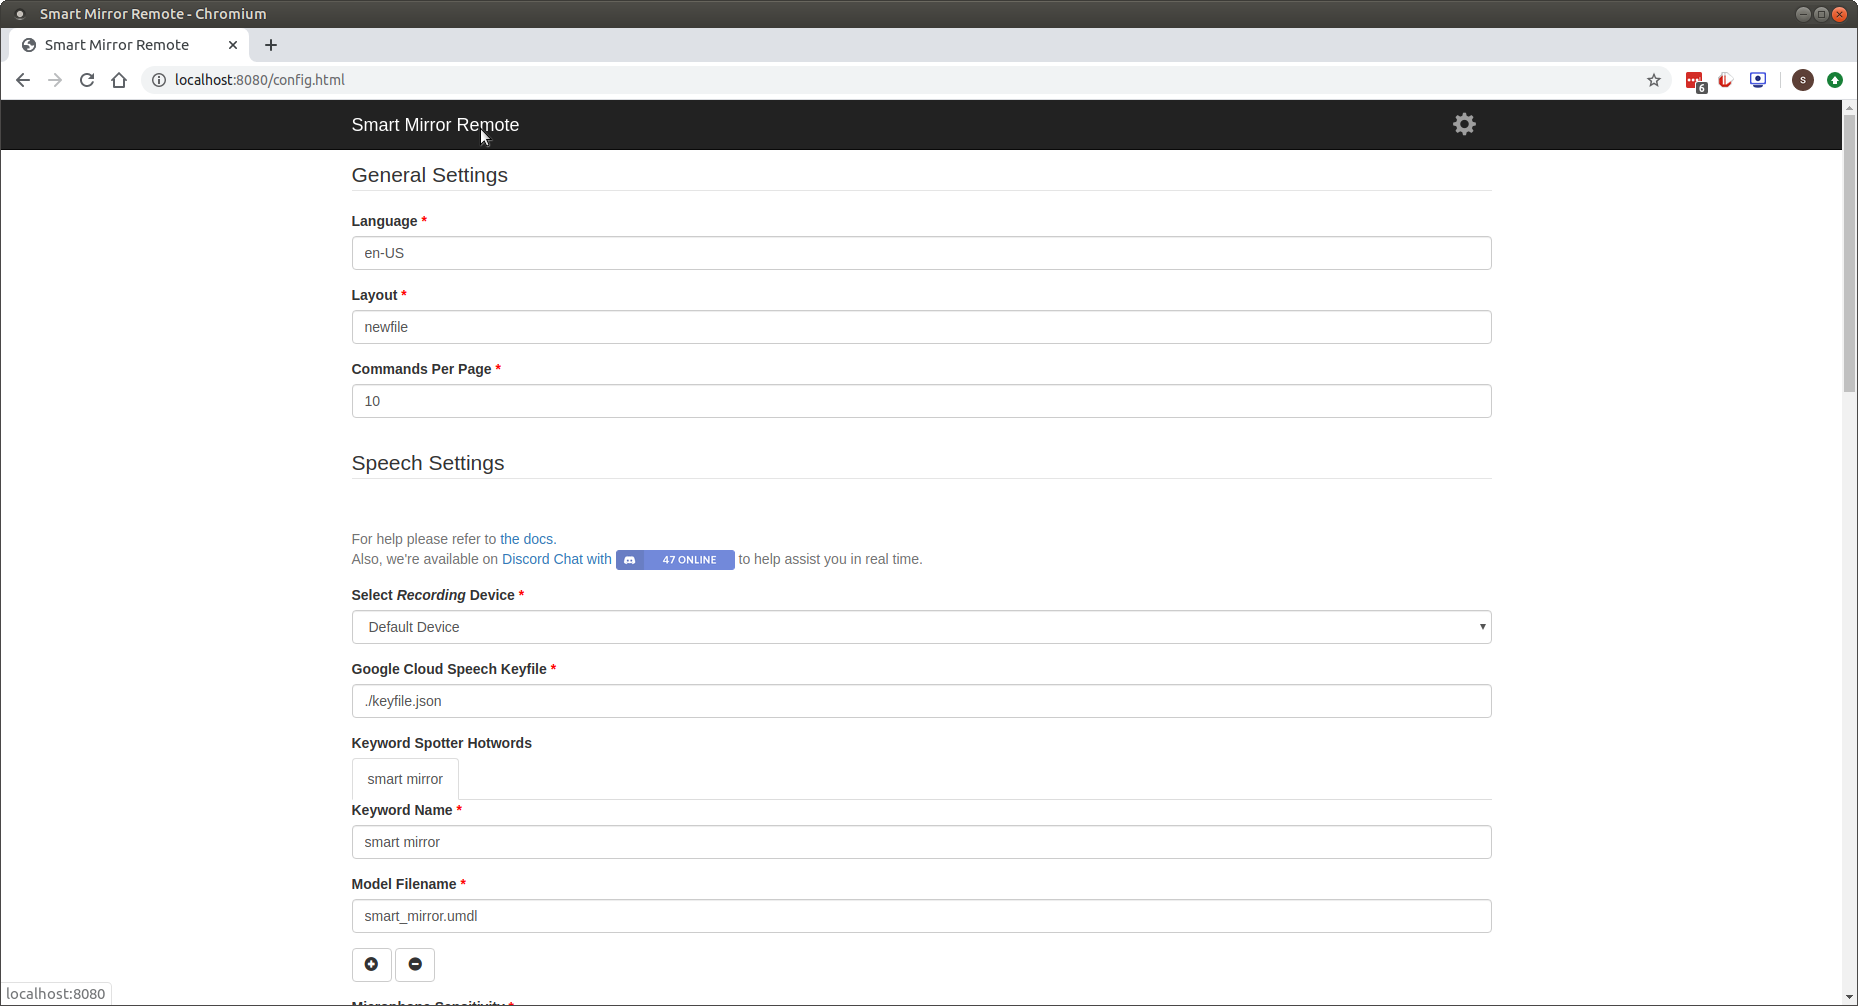 Smart Mirror Remote - Chromium
Smart Mirror Remote
localhost:8080/config.html
6
S
Smart Mirror Remote
General Settings
Language *
en-US
Layout *
newfile
Commands Per Page *
10
Speech Settings
For help please refer to the docs.
Also, we're available on Discord Chat with 47 ONLINE to help assist you in real time.
Select Recording Device *
Default Device
Google Cloud Speech Keyfile *
./keyfile.json
Keyword Spotter Hotwords
smart mirror
Keyword Name *
smart mirror
Model Filename *
smart_mirror.umdl
Microphone Sensitivity *
localhost:8080